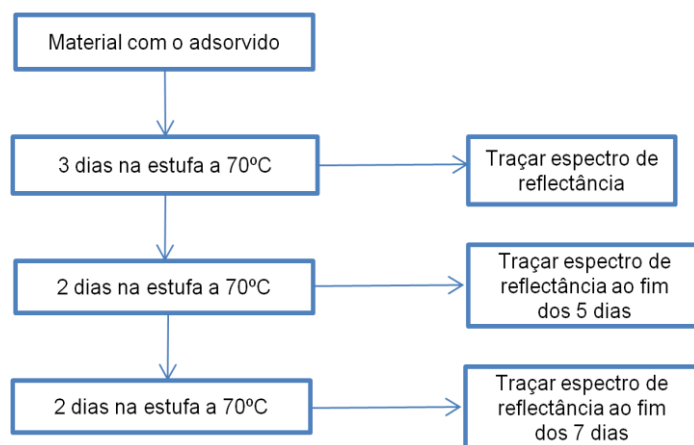 Material com o adsorvido
3 dias na estufa a 70ºC
Traçar espectro de
reflectância
2 dias na estufa a 70ºC
Traçar espectro de
reflectância ao fim
dos 5 dias
2 dias na estufa a 70ºC
Traçar espectro de
reflectância ao fim
dos 7 dias